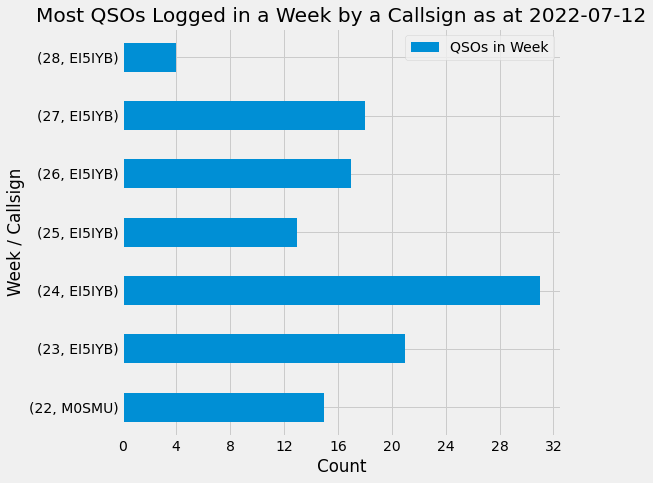 Most QSOs Logged in a Week by a Callsign as at 2022-07-12
QSOs in Week
Week / Callsign
(28, EI5IYB)
(27, EI5IYB)
(26, EI5IYB)
(25, EI5IYB)
(24, EI5IYB)
(23, EI5IYB)
(22, M0SMU)
0 4 8 12 16 20 24 28 32
Count